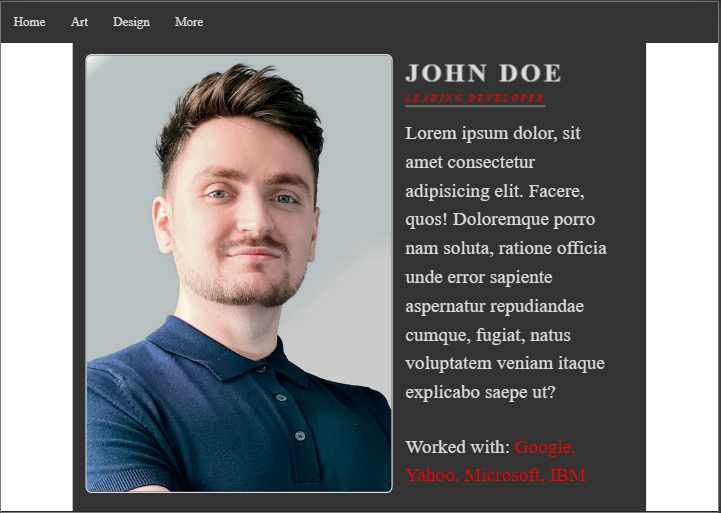 Home Art Design More
JOHN DOE
LEADING DEVELOPER
Lorem ipsum dolor, sit
amet consectetur
adipisicing elit. Facere,
quos! Doloremque porro
nam soluta, ratione officia
unde error sapiente
aspernatur repudiandae
cumque, fugiat, natus
voluptatem veniam itaque
explicabo saepe ut?
Worked with: Google,
Yahoo, Microsoft, IBM